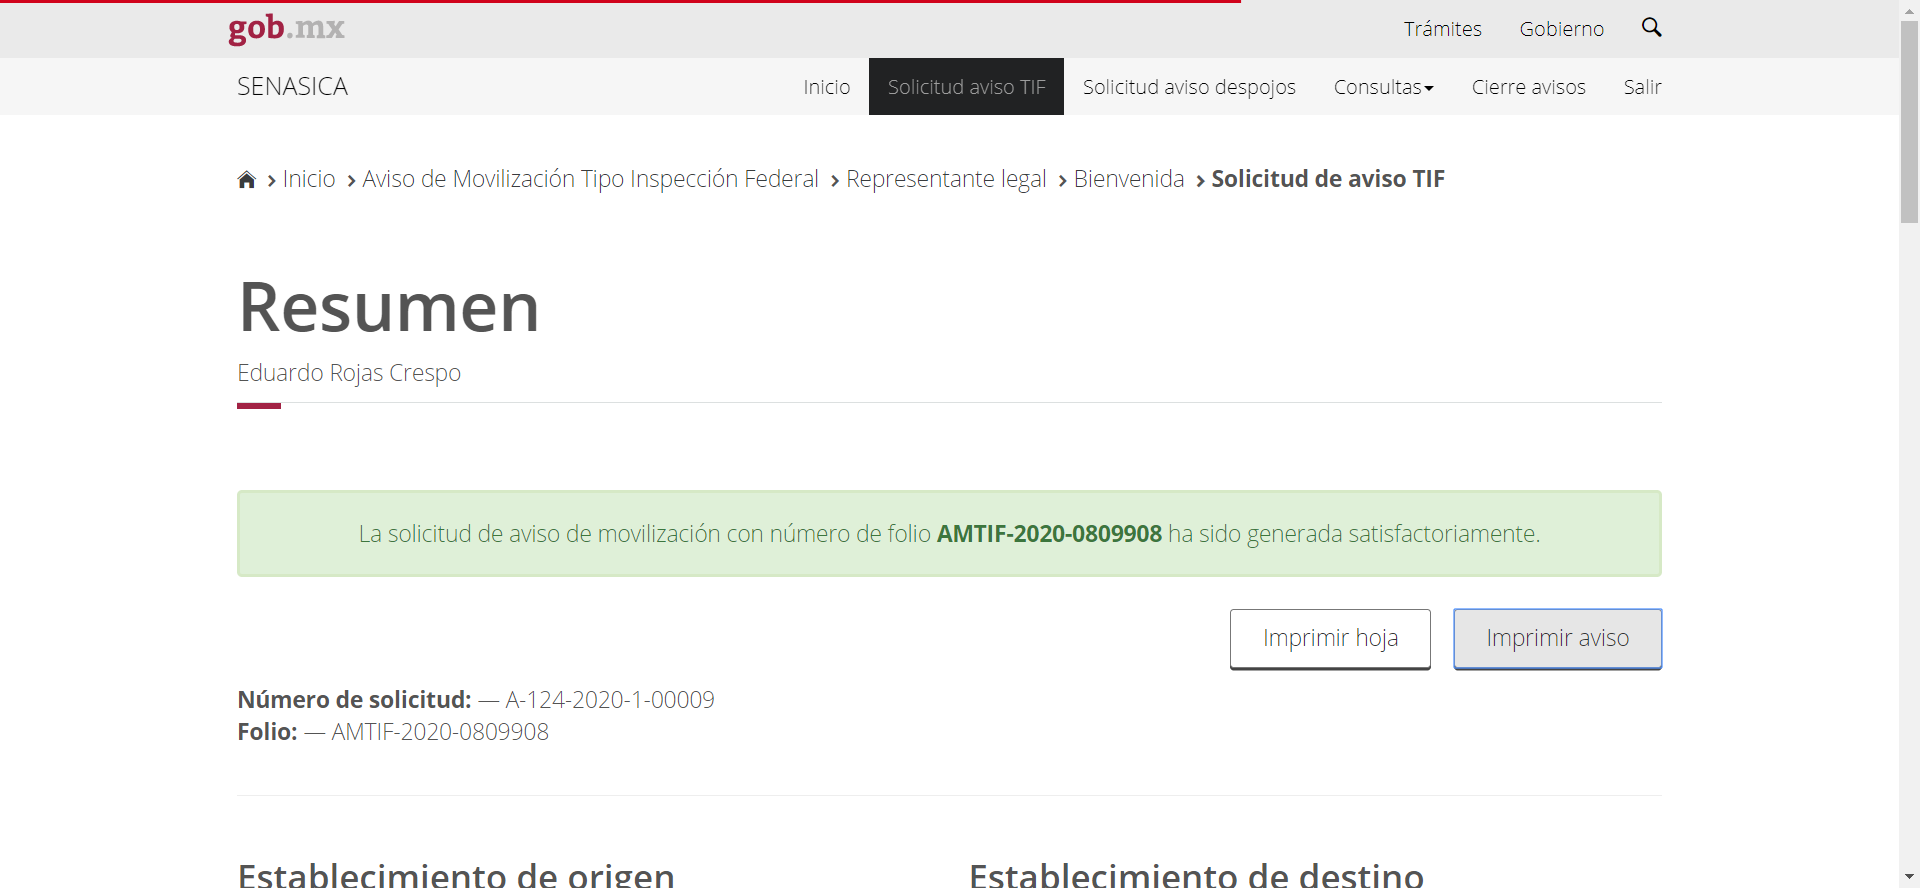 gob.mx
Trámites Gobierno
SENASICA
Inicio Solicitud aviso TIF Solicitud aviso despojos Consultas Cierre avisos Salir
Inicio Aviso de Movilización Tipo Inspección Federal Representante legal Bienvenida Solicitud de aviso TIF
Resumen
Eduardo Rojas Crespo
La solicitud de aviso de movilización con número de folio AMTIF-2020-0809908 ha sido generada satisfactoriamente.
Imprimir hoja Imprimir aviso
Número de solicitud: — A-124-2020-1-00009
Folio: — AMTIF-2020-0809908
Establecimiento de origen Establecimiento de destino